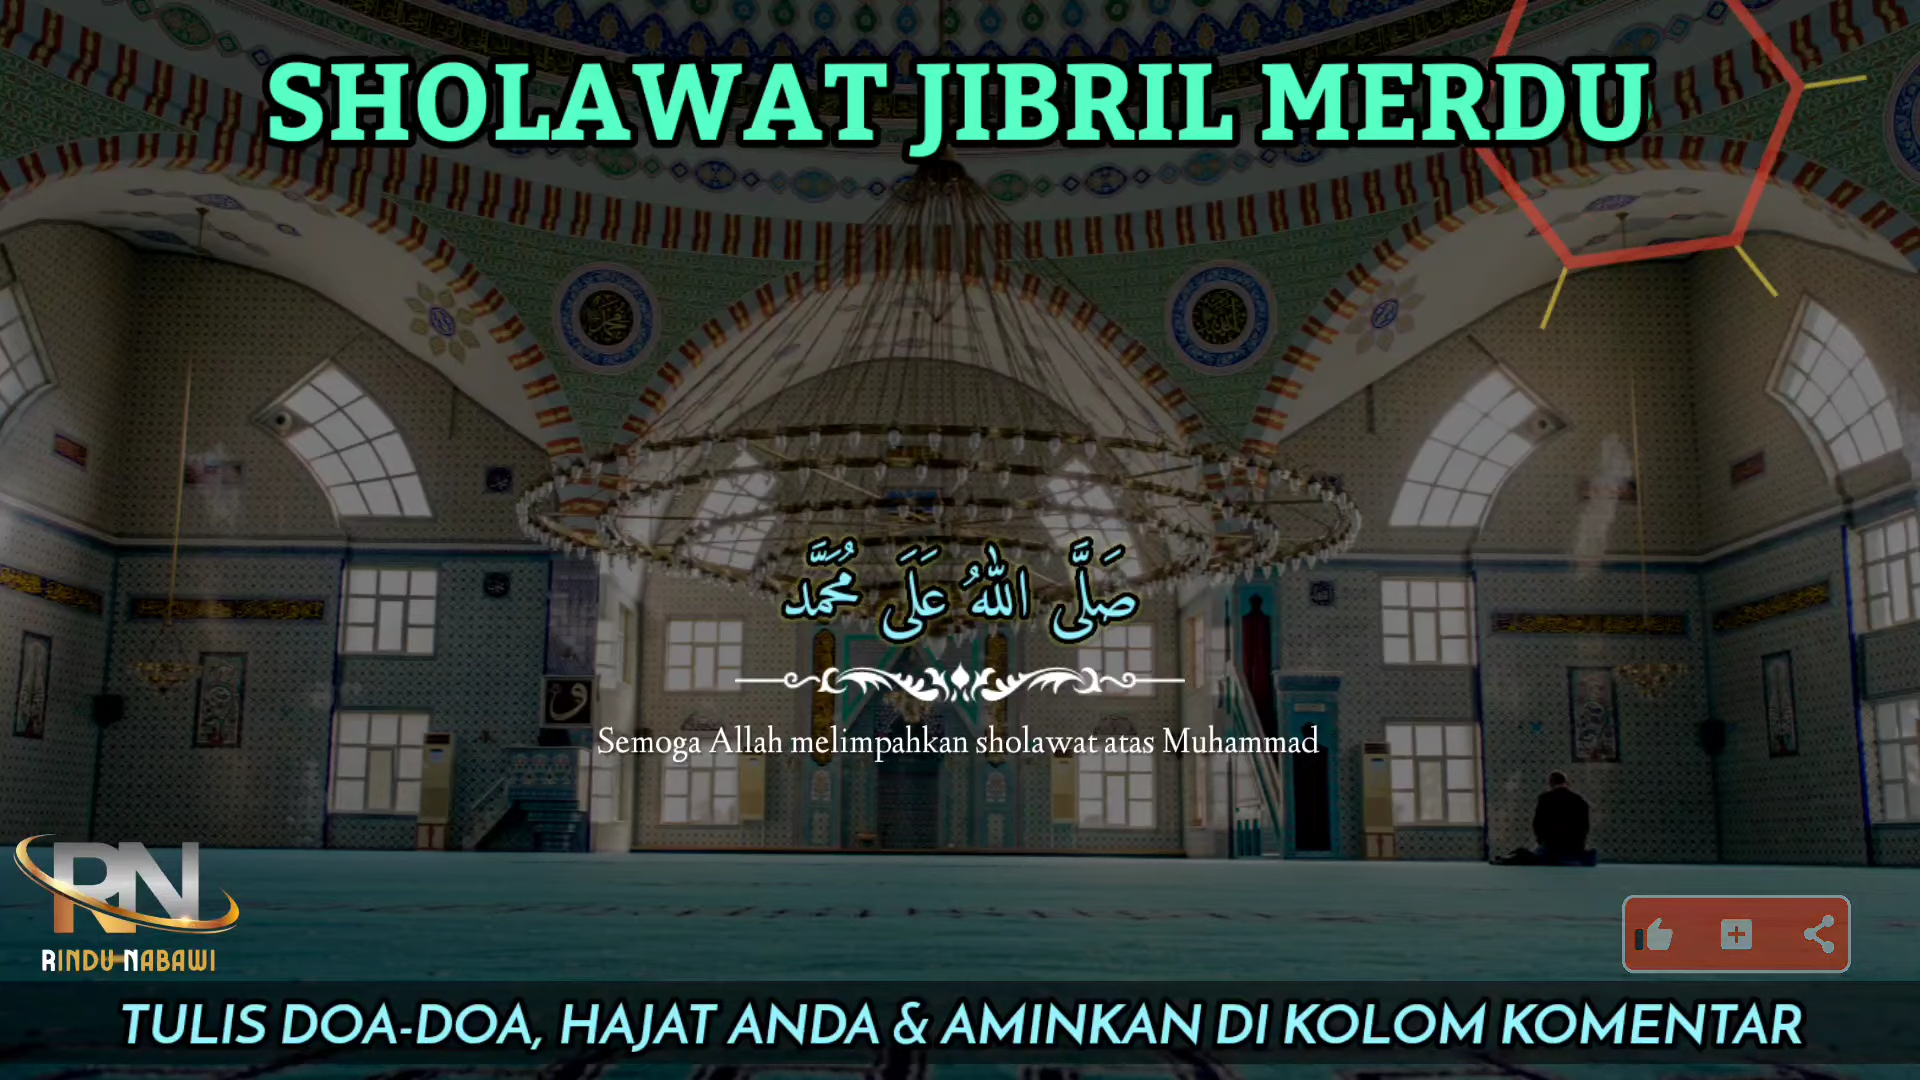 SHOLAWAT JIBRIL MERDU
صَلَّى اللهُ عَلَى مُحَمَّد
Semoga Allah melimpahkan sholawat atas Muhammad
RN
RINDU NABAWI
TULIS DOA-DOA, HAJAT ANDA & AMINKAN DI KOLOM KOMENTAR